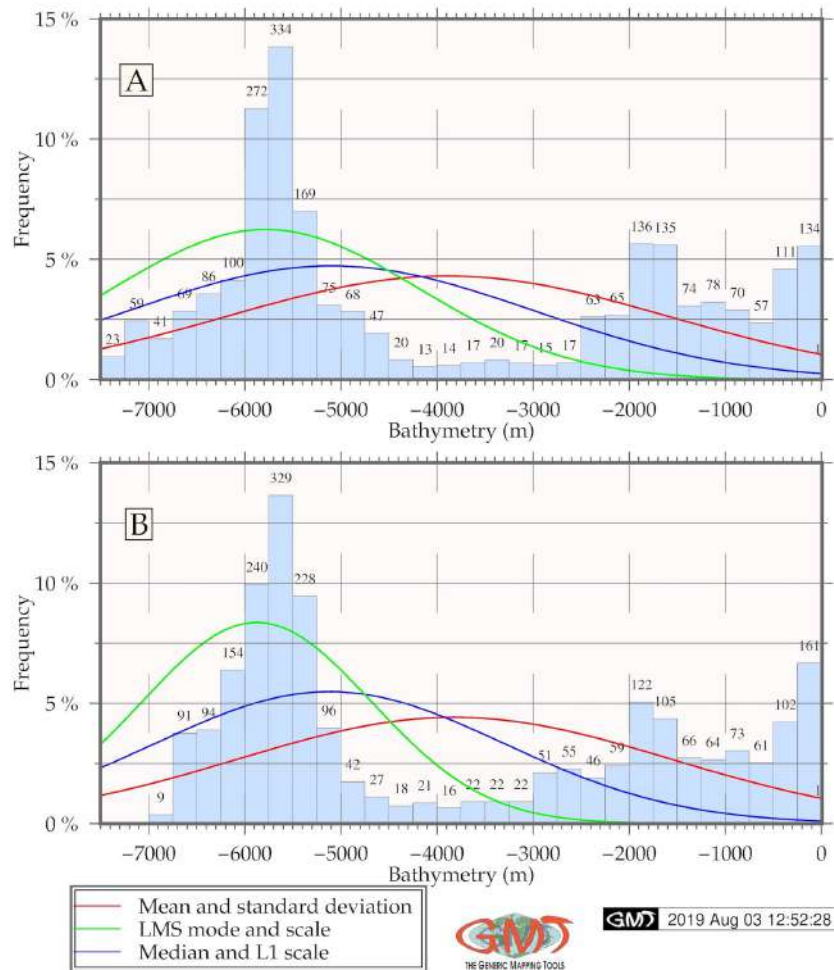 15 %
10 %
5 %
0 %
Frequency
A
23 59 41 69 86 100 272 334 169 75 68 47 20 13 14 17 20 17 15 17 63 65 136 135 74 78 70 57 111 134 1
−7000 −6000 −5000 −4000 −3000 −2000 −1000 0
Bathymetry (m)
15 %
10 %
5 %
0 %
Frequency
B
9 91 94 154 240 329 228 96 42 27 18 21 16 22 22 22 51 55 46 59 122 105 66 64 73 61 102 161 1
−7000 −6000 −5000 −4000 −3000 −2000 −1000 0
Bathymetry (m)
Mean and standard deviation
LMS mode and scale
Median and L1 scale
GMT
THE GENERIC MAPPING TOOLS
GMT 2019 Aug 03 12:52:28